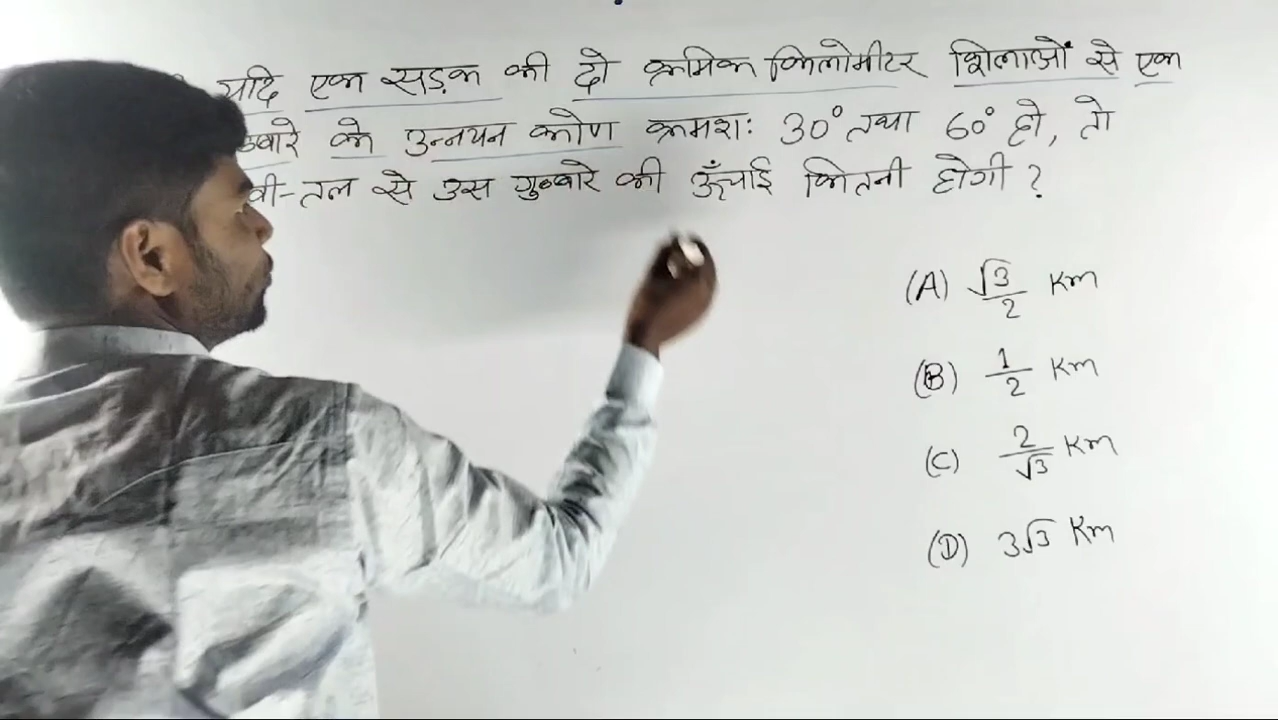 यदि एक सड़क की दो क्रमिक किलोमीटर शिलाओं से एक
के उन्नयन कोण क्रमशः 30° तथा 60° हो, तो
तल से उस गुब्बारे की ऊँचाई कितनी होगी ?
(A) √3/2 Km
(B) 1/2 Km
(C) 2/√3 Km
(D) 3√3 Km